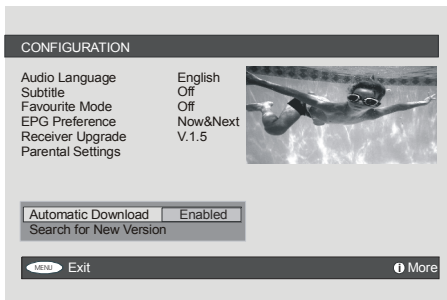 CONFIGURATION
Audio Language English
Subtitle Off
Favourite Mode Off
EPG Preference Now&Next
Receiver Upgrade V.1.5
Parental Settings
Automatic Download Enabled
Search for New Version
MENU Exit i More